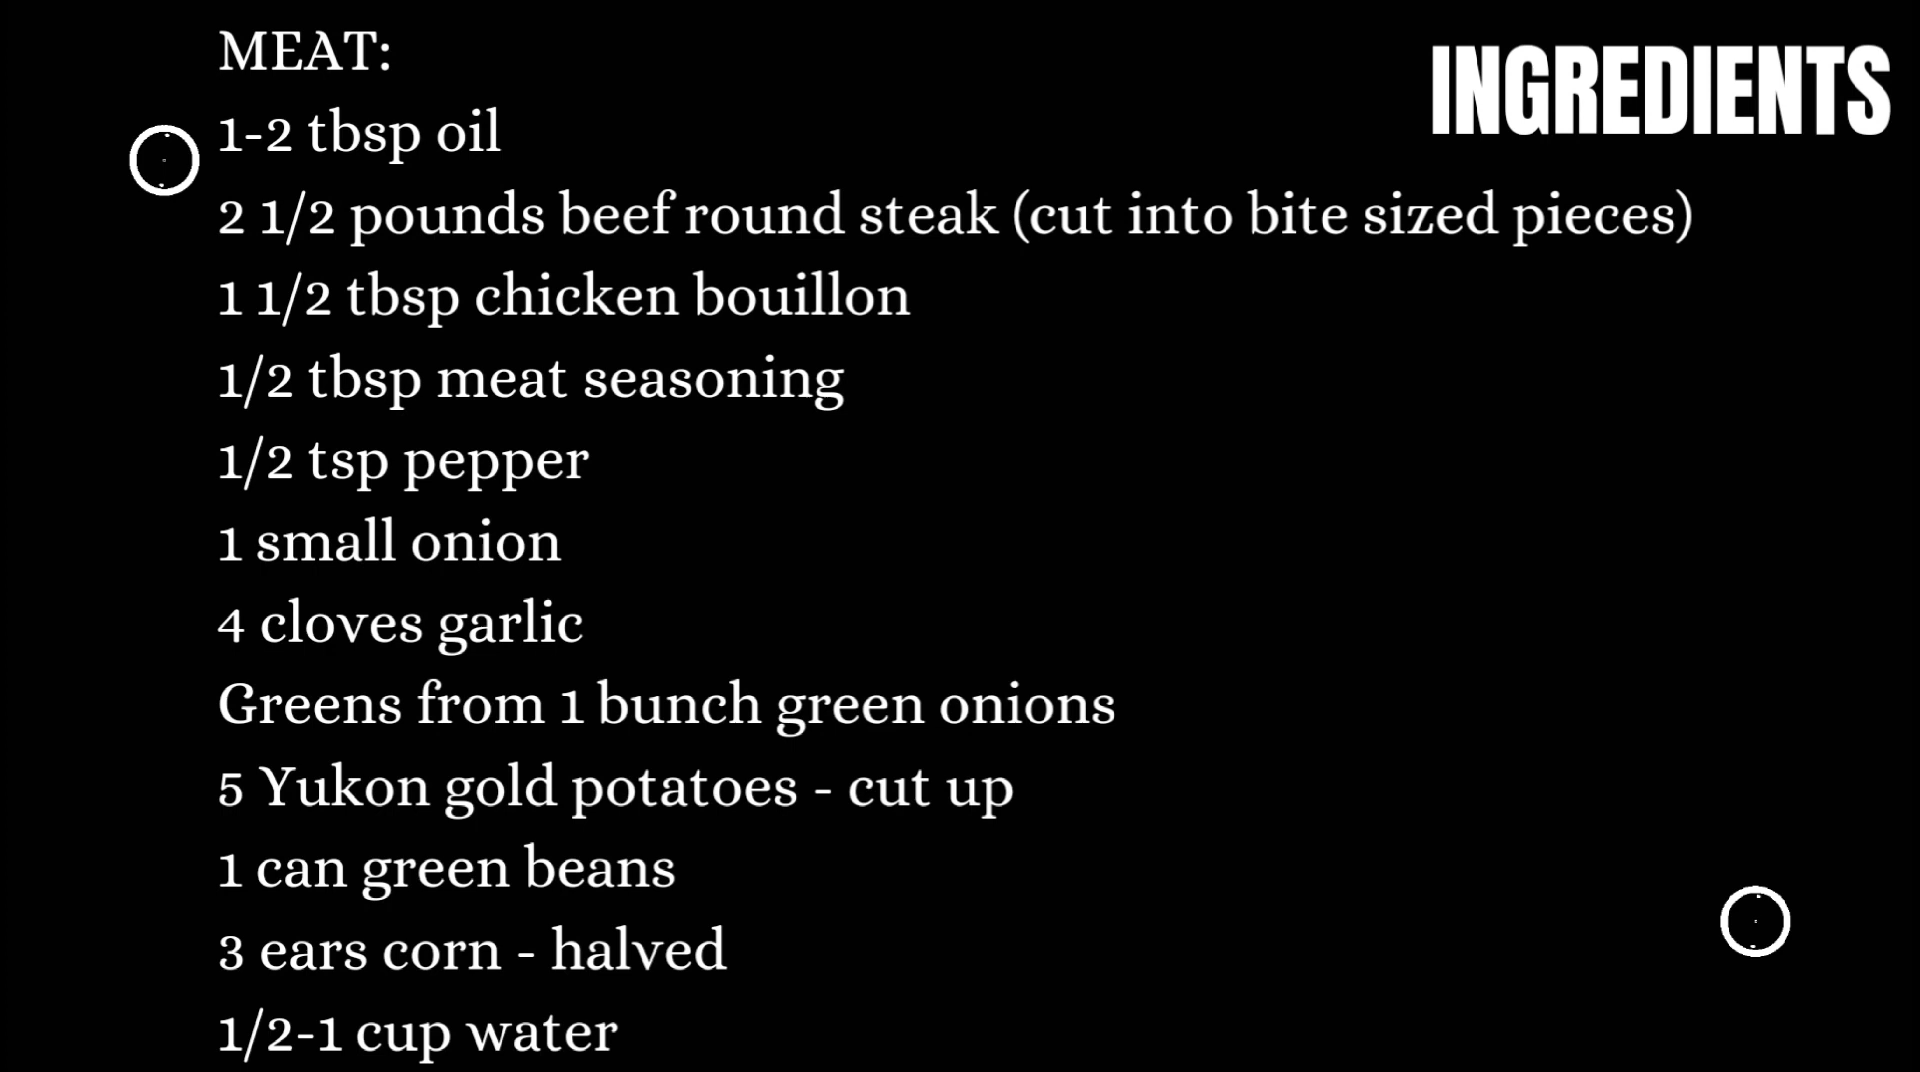 INGREDIENTS
MEAT:
1-2 tbsp oil
2 1/2 pounds beef round steak (cut into bite sized pieces)
1 1/2 tbsp chicken bouillon
1/2 tbsp meat seasoning
1/2 tsp pepper
1 small onion
4 cloves garlic
Greens from 1 bunch green onions
5 Yukon gold potatoes - cut up
1 can green beans
3 ears corn - halved
1/2-1 cup water